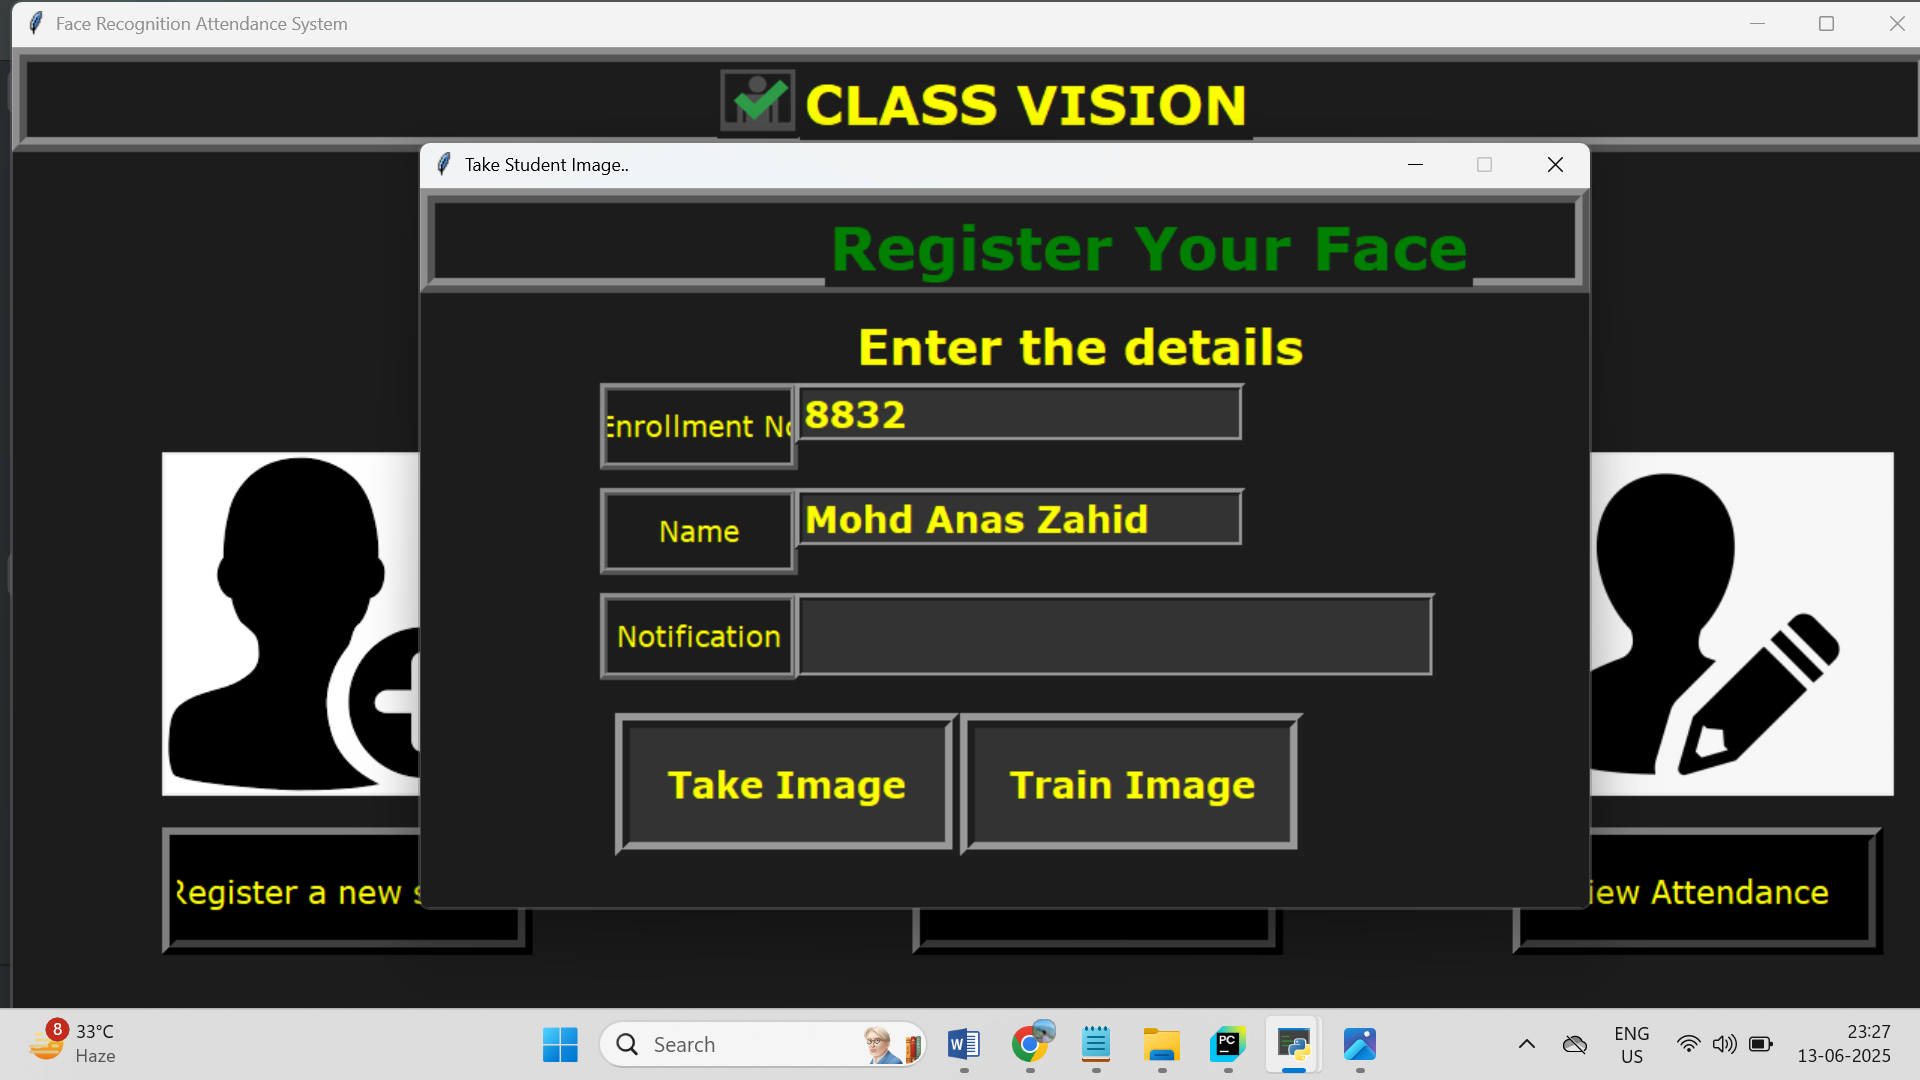 Face Recognition Attendance System
CLASS VISION
Take Student Image..
Register Your Face
Enter the details
Enrollment No 8832
Name Mohd Anas Zahid
Notification
Take Image Train Image
Register a new s
iew Attendance
8
33°C
Haze
Search
W
PC
ENG
US
23:27
13-06-2025